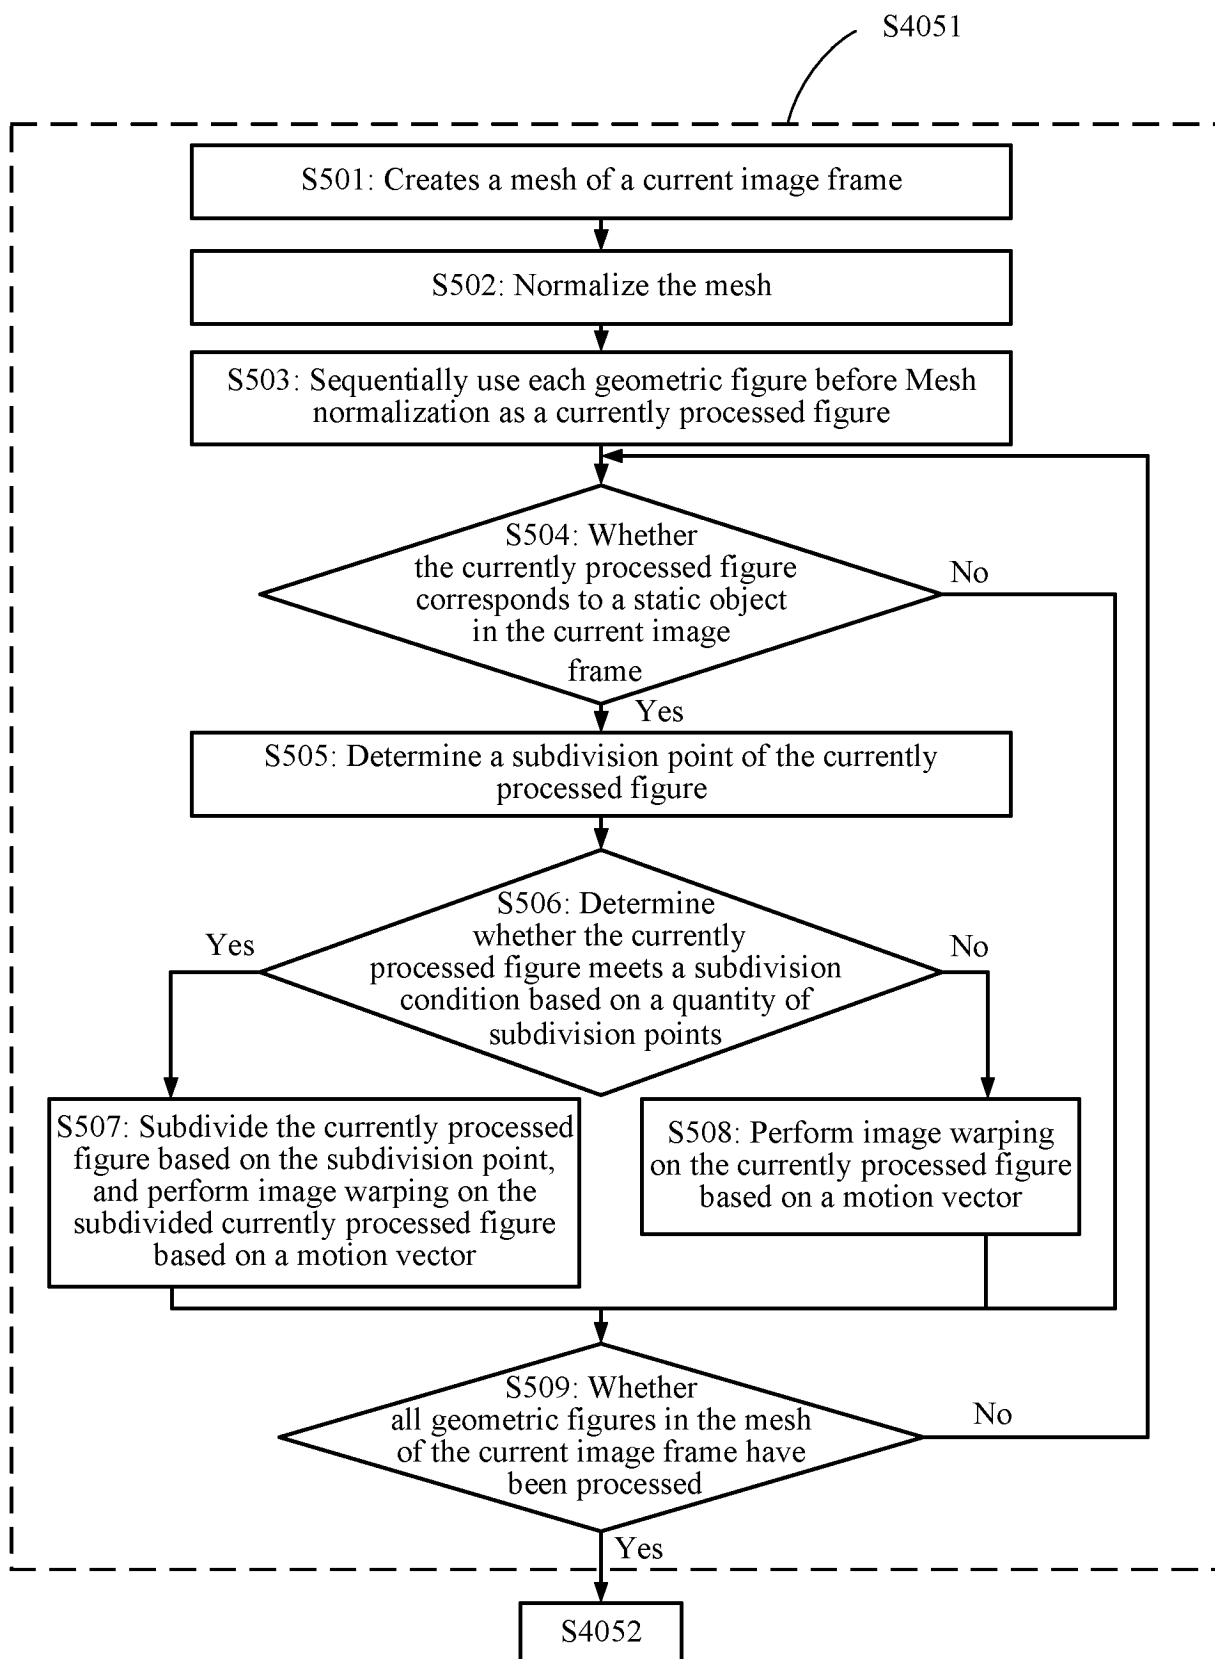 S4051
S501: Creates a mesh of a current image frame
S502: Normalize the mesh
S503: Sequentially use each geometric figure before Mesh
normalization as a currently processed figure
S504: Whether
the currently processed figure
corresponds to a static object
in the current image
frame
No
Yes
S505: Determine a subdivision point of the currently
processed figure
S506: Determine
whether the currently
processed figure meets a subdivision
condition based on a quantity of
subdivision points
Yes
No
S507: Subdivide the currently processed
figure based on the subdivision point,
and perform image warping on the
subdivided currently processed figure
based on a motion vector
S508: Perform image warping
on the currently processed figure
based on a motion vector
S509: Whether
all geometric figures in the mesh
of the current image frame have
been processed
No
Yes
S4052